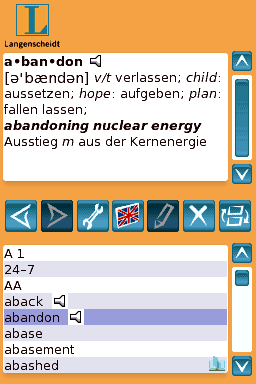 L
Langenscheidt
a•ban•don
[ə'bændən] v/t verlassen; child:
aussetzen; hope: aufgeben; plan:
fallen lassen;
abandoning nuclear energy
Ausstieg m aus der Kernenergie
A 1
24–7
AA
aback
abandon
abase
abasement
abashed